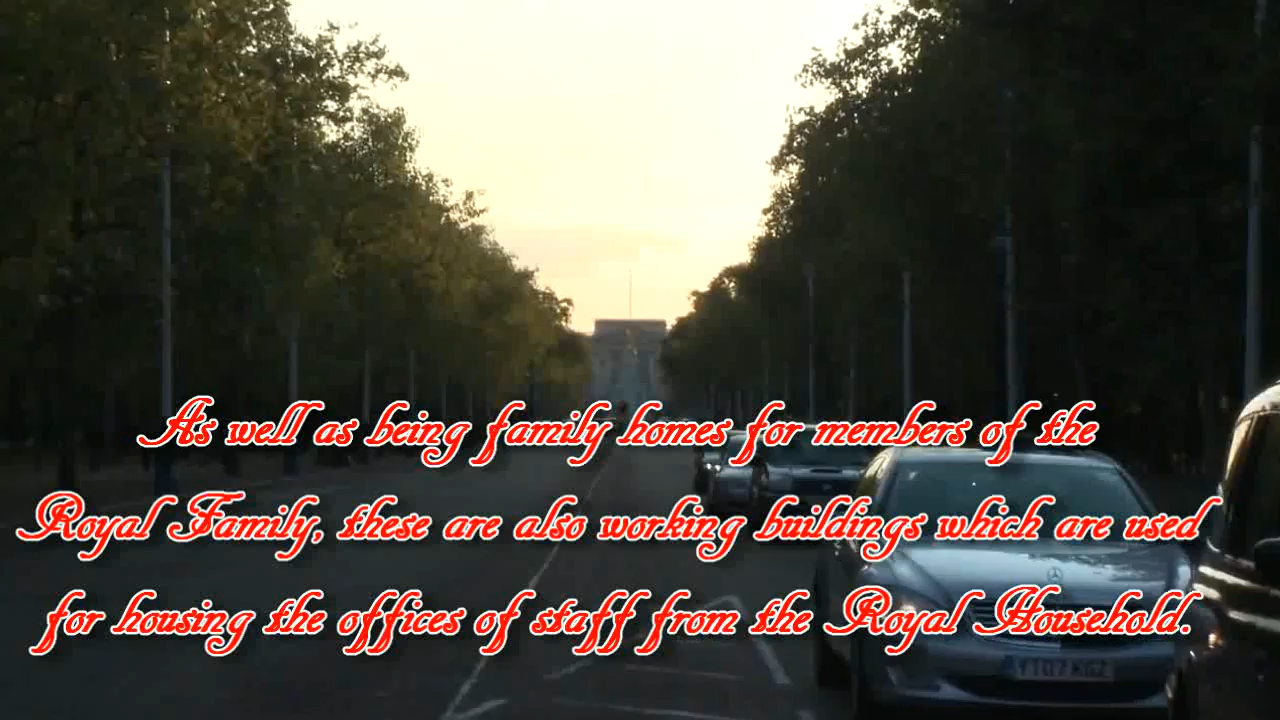 As well as being family homes for members of the
Royal Family, these are also working buildings which are used
for housing the offices of staff from the Royal Household.